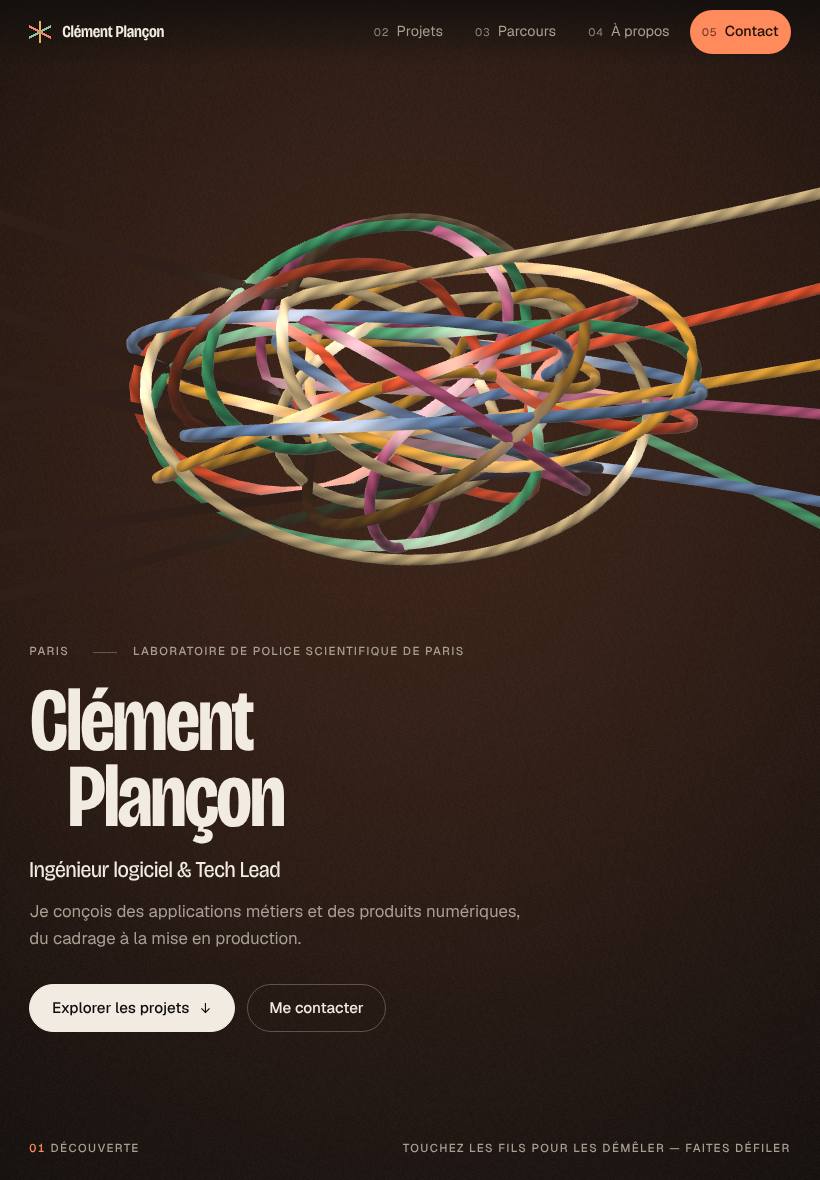 Clément Plançon
02 Projets
03 Parcours
04 À propos
05 Contact
PARIS — LABORATOIRE DE POLICE SCIENTIFIQUE DE PARIS
Clément
Plançon
Ingénieur logiciel & Tech Lead
Je conçois des applications métiers et des produits numériques,
du cadrage à la mise en production.
Explorer les projets ↓
Me contacter
01 DÉCOUVERTE
TOUCHEZ LES FILS POUR LES DÉMÊLER — FAITES DÉFILER